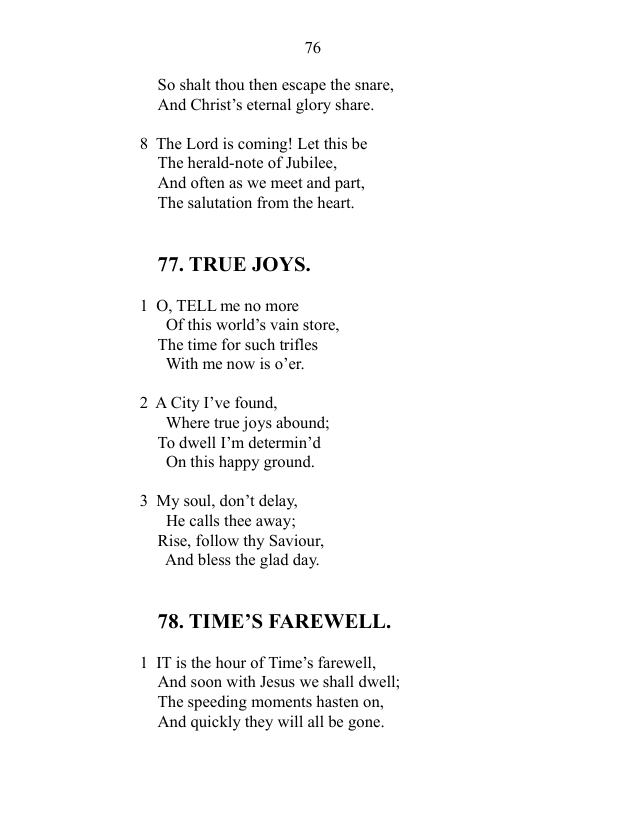 76
So shalt thou then escape the snare,
And Christ’s eternal glory share.
8 The Lord is coming! Let this be
The herald-note of Jubilee,
And often as we meet and part,
The salutation from the heart.
77. TRUE JOYS.
1 O, TELL me no more
Of this world’s vain store,
The time for such trifles
With me now is o’er.
2 A City I’ve found,
Where true joys abound;
To dwell I’m determin’d
On this happy ground.
3 My soul, don’t delay,
He calls thee away;
Rise, follow thy Saviour,
And bless the glad day.
78. TIME’S FAREWELL.
1 IT is the hour of Time’s farewell,
And soon with Jesus we shall dwell;
The speeding moments hasten on,
And quickly they will all be gone.